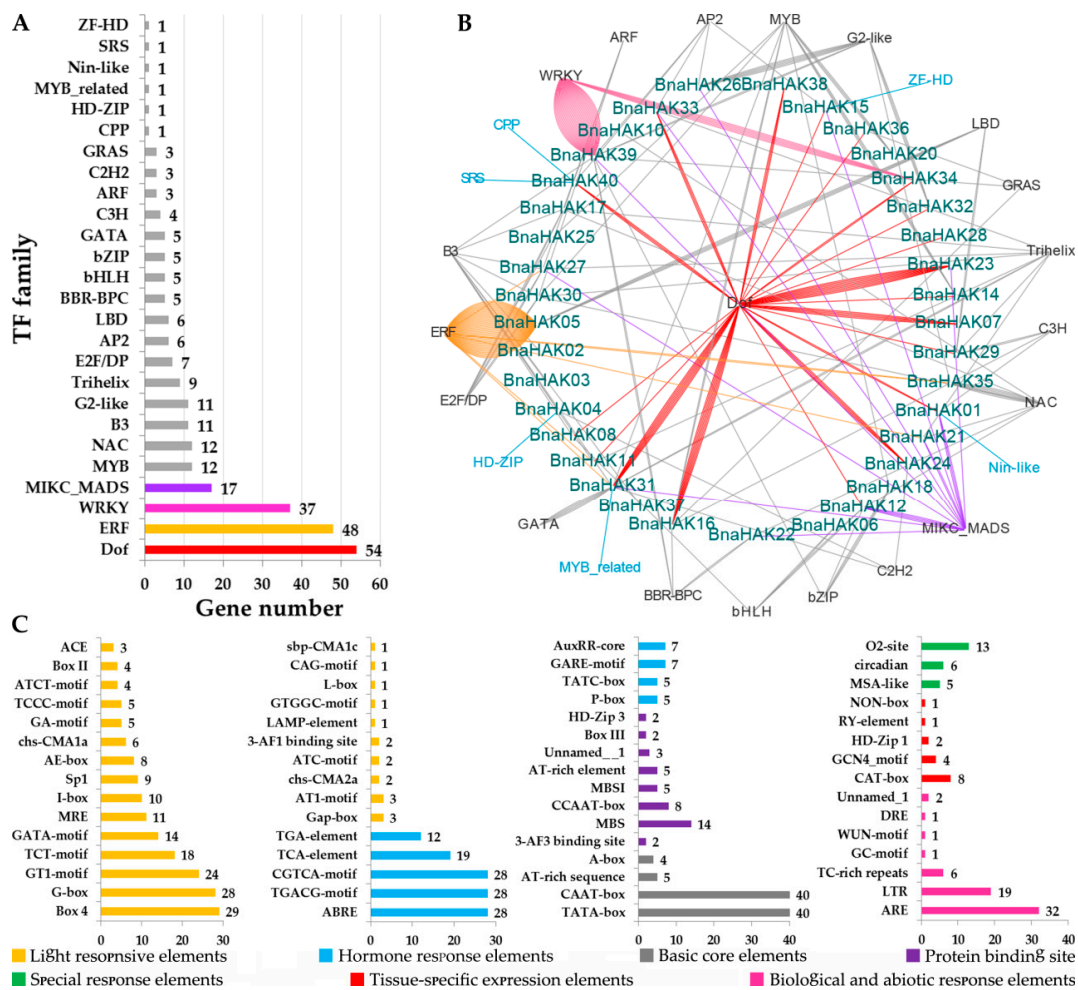 A
TF family
ZF-HD 1
SRS 1
Nin-like 1
MYB_related 1
HD-ZIP 1
CPP 1
GRAS 3
C2H2 3
ARF 3
C3H 4
GATA 5
bZIP 5
bHLH 5
BBR-BPC 5
LBD 6
AP2 6
E2F/DP 7
Trihelix 9
G2-like 11
B3 11
NAC 12
MYB 12
MIKC_MADS 17
WRKY 37
ERF 48
Dof 54
0 10 20 30 40 50 60
Gene number
B
AP2
MYB
ARF
G2-like
WRKY
BnaHAK26
BnaHAK38
ZF-HD
BnaHAK33
BnaHAK15
CPP
BnaHAK10
BnaHAK36
LBD
BnaHAK39
BnaHAK20
SRS
BnaHAK40
BnaHAK34
GRAS
BnaHAK17
BnaHAK32
BnaHAK25
BnaHAK28
B3
Trihelix
BnaHAK27
BnaHAK23
BnaHAK30
Dof
BnaHAK14
ERF
BnaHAK05
BnaHAK07
C3H
BnaHAK02
BnaHAK29
BnaHAK03
BnaHAK35
E2F/DP
NAC
BnaHAK04
BnaHAK01
BnaHAK08
BnaHAK21
HD-ZIP
BnaHAK11
BnaHAK24
Nin-like
BnaHAK31
BnaHAK18
BnaHAK37
BnaHAK12
GATA
BnaHAK16
BnaHAK22
BnaHAK06
MIKC_MADS
MYB_related
C2H2
BBR-BPC
bHLH
bZIP
C
ACE 3
Box II 4
ATCT-motif 4
TCCC-motif 5
GA-motif 5
chs-CMA1a 6
AE-box 8
Sp1 9
I-box 10
MRE 11
GATA-motif 14
TCT-motif 18
GT1-motif 24
G-box 28
Box 4 29
0 10 20 30
sbp-CMA1c 1
CAG-motif 1
L-box 1
GTGGC-motif 1
LAMP-element 1
3-AF1 binding site 2
ATC-motif 2
chs-CMA2a 2
AT1-motif 3
Gap-box 3
TGA-element 12
TCA-element 19
CGTCA-motif 28
TGACG-motif 28
ABRE 28
0 10 20 30
AuxRR-core 7
GARE-motif 7
TATC-box 5
P-box 5
HD-Zip 3 2
Box III 2
Unnamed__1 3
AT-rich element 5
MBSI 5
CCAAT-box 8
MBS 14
3-AF3 binding site 2
A-box 4
AT-rich sequence 5
CAAT-box 40
TATA-box 40
0 10 20 30 40
O2-site 13
circadian 6
MSA-like 5
NON-box 1
RY-element 1
HD-Zip 1 2
GCN4_motif 4
CAT-box 8
Unnamed_1 2
DRE 1
WUN-motif 1
GC-motif 1
TC-rich repeats 6
LTR 19
ARE 32
0 10 20 30 40
Light resonsive elements
Hormone response elements
Basic core elements
Protein binding site
Special response elements
Tissue-specific expression elements
Biological and abiotic response elements